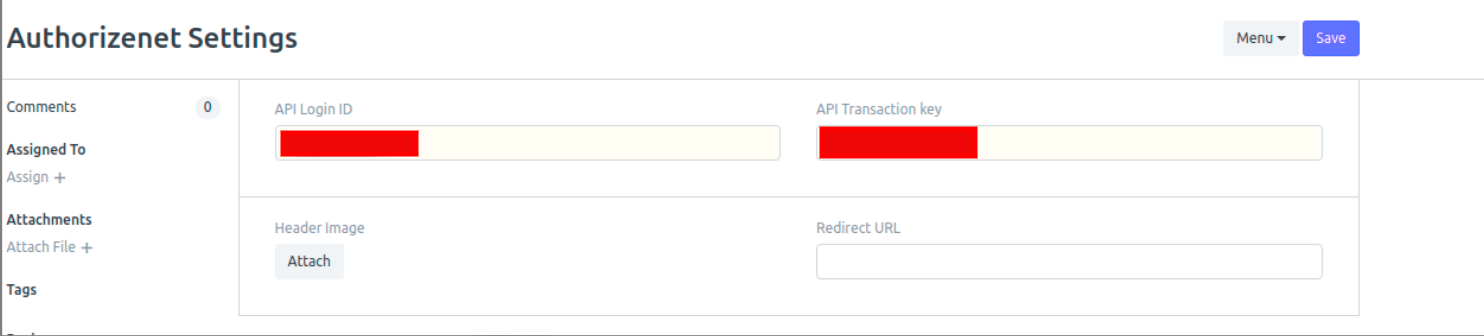 Authorizenet Settings
Menu
Save
Comments 0
Assigned To
Assign +
Attachments
Attach File +
Tags
API Login ID
API Transaction key
Header Image
Attach
Redirect URL